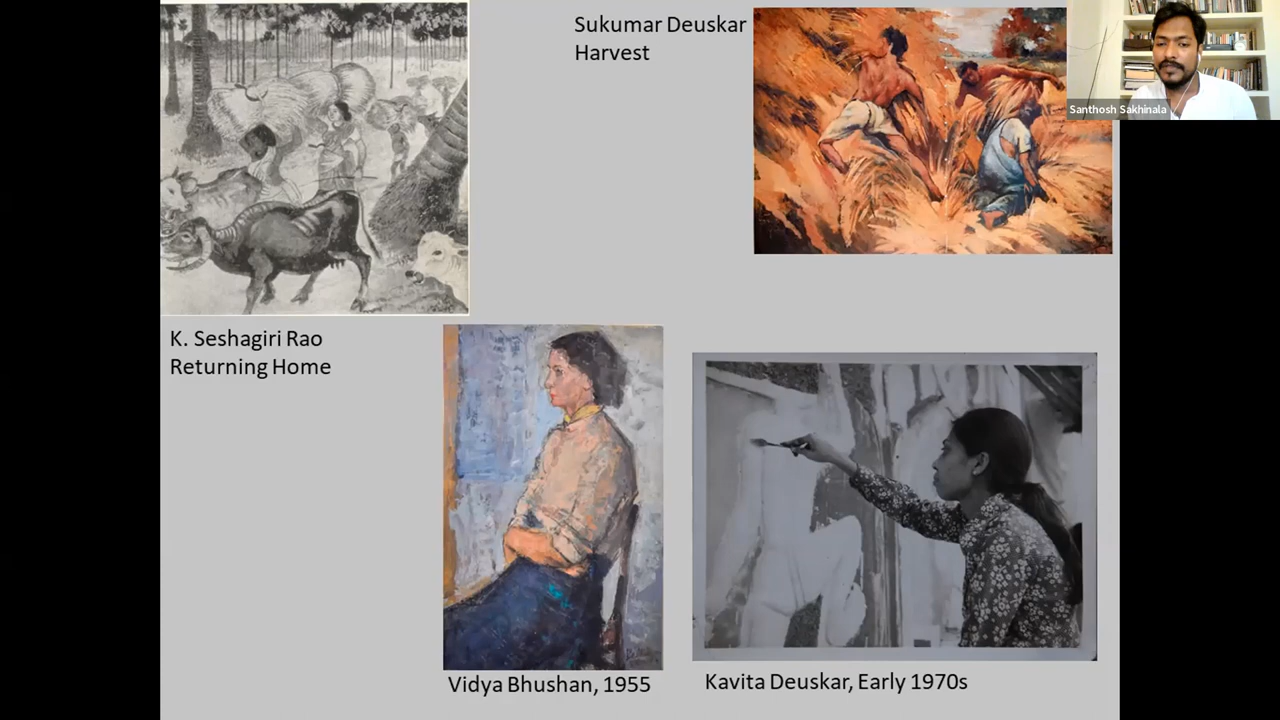 Sukumar Deuskar
Harvest
Santhosh Sakhinala
K. Seshagiri Rao
Returning Home
Vidya Bhushan, 1955
Kavita Deuskar, Early 1970s